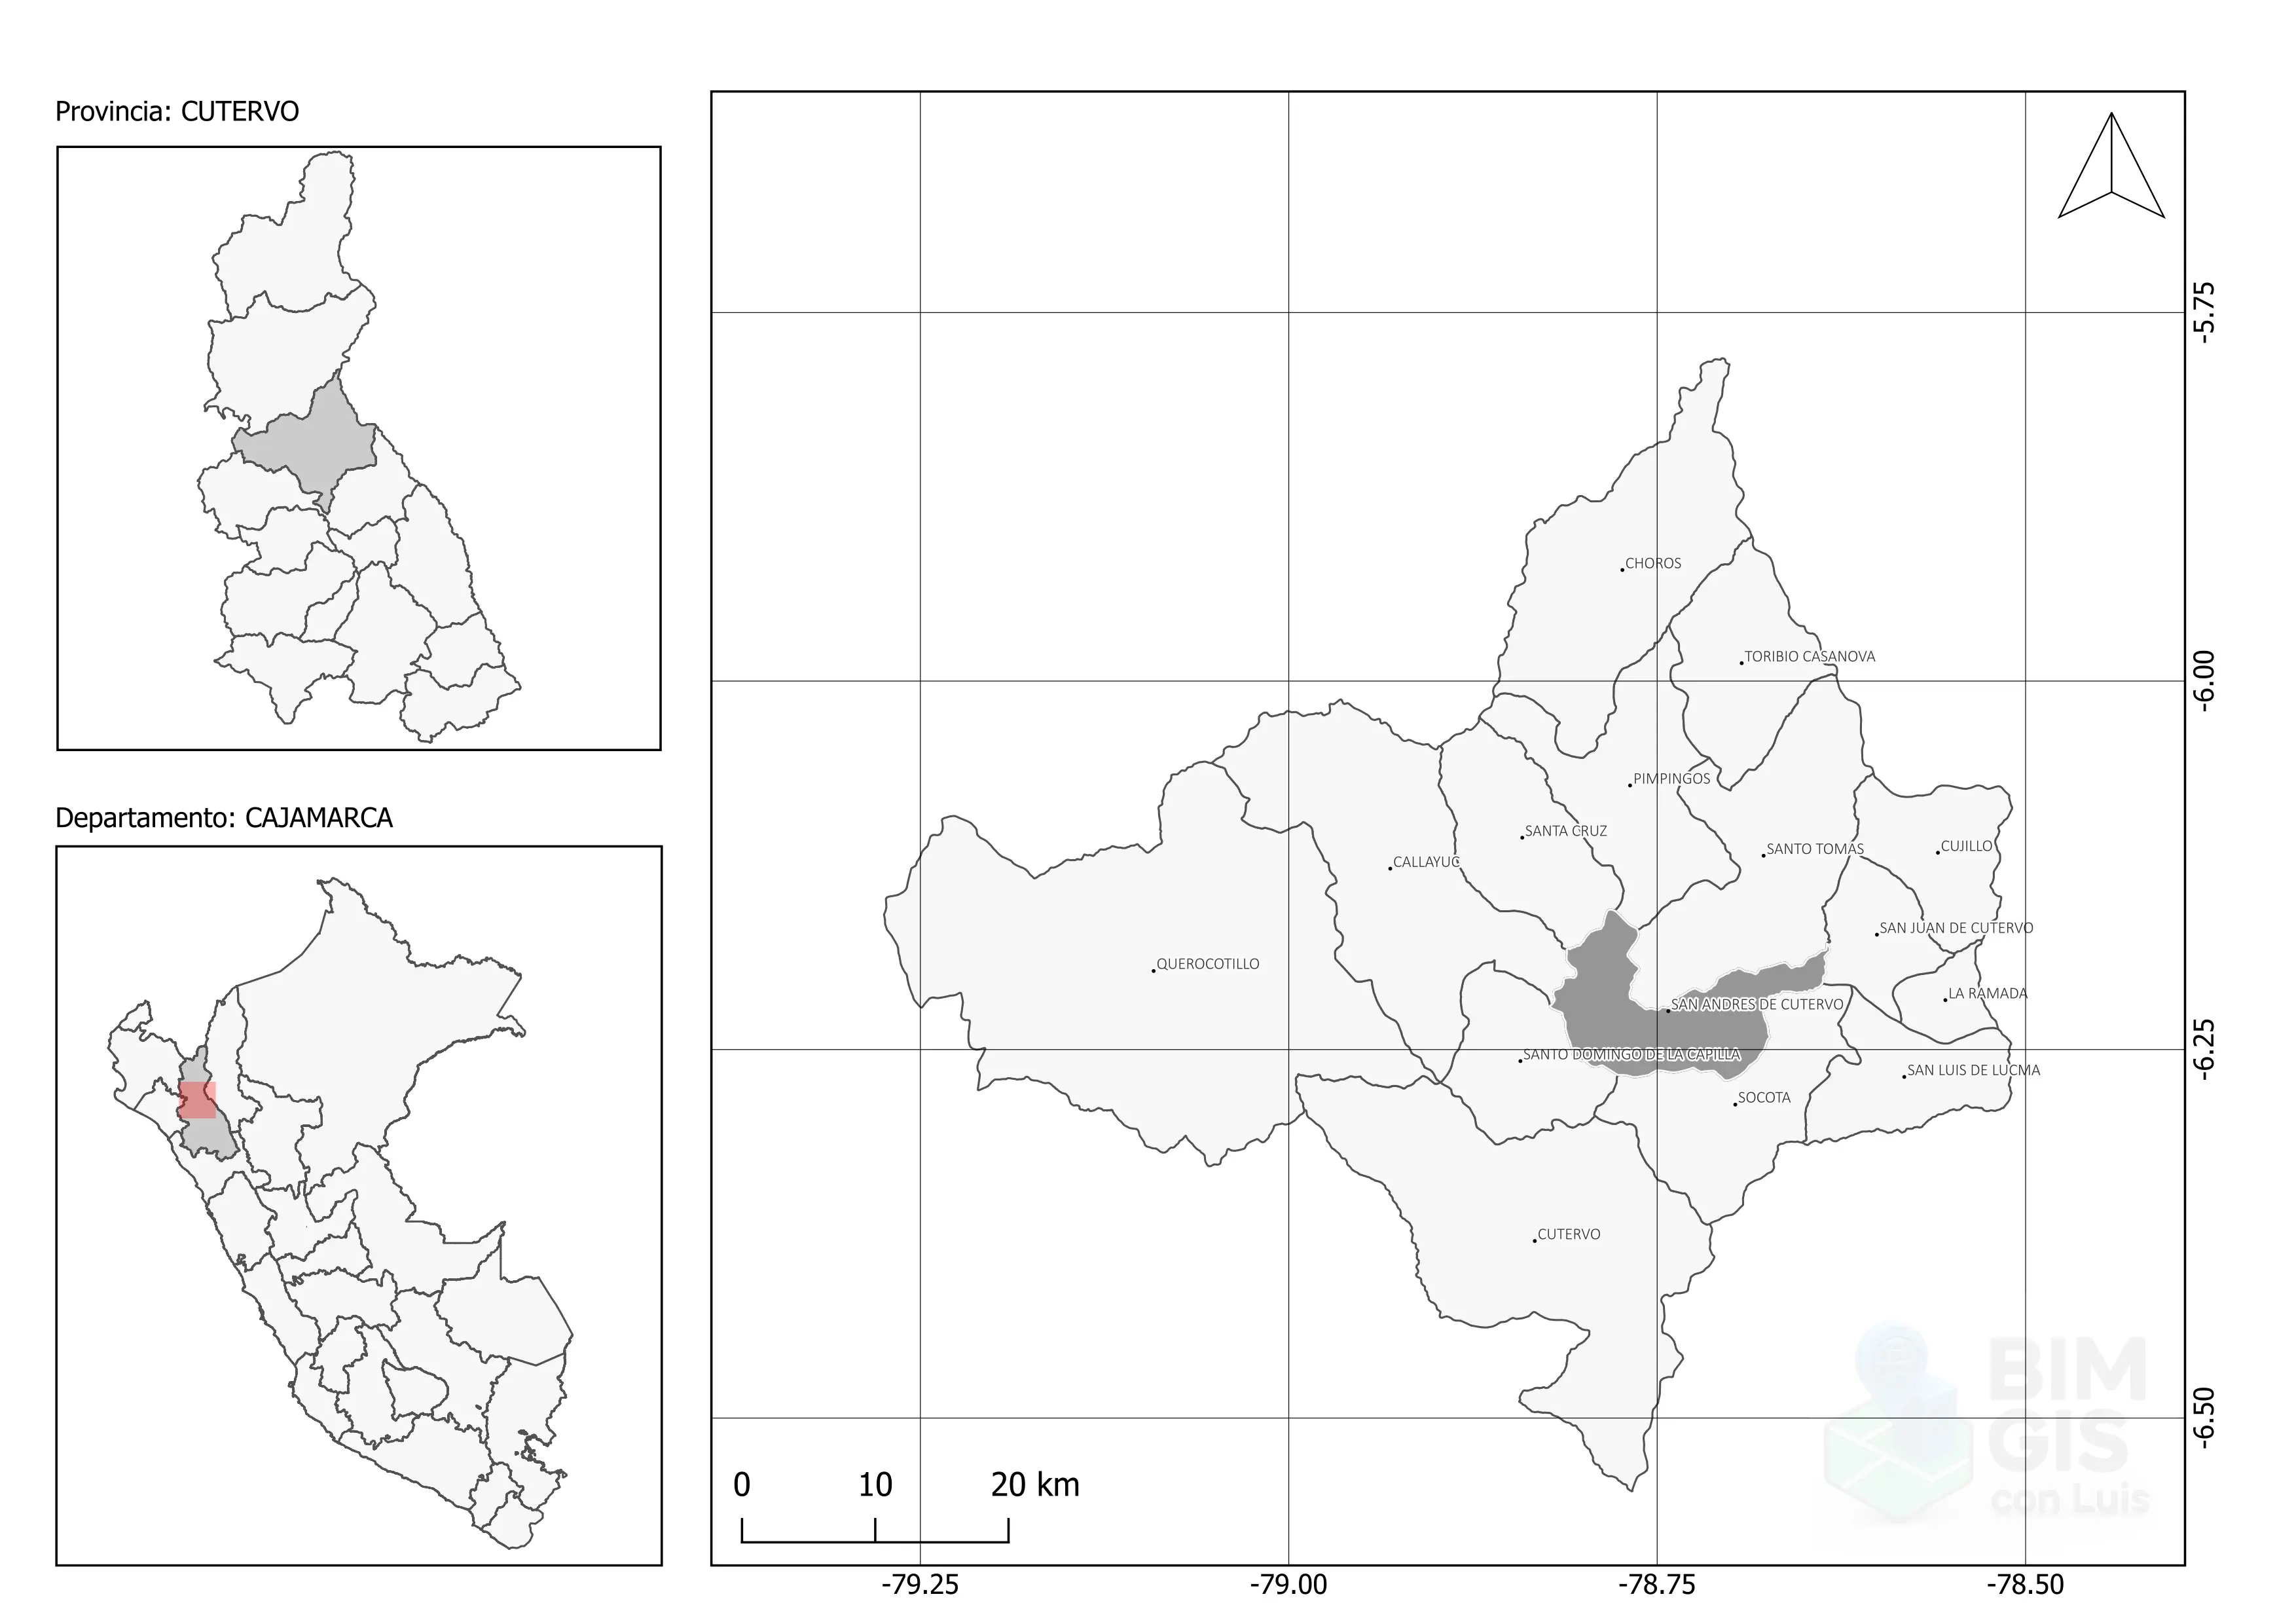 Provincia: CUTERVO
Departamento: CAJAMARCA
CHOROS
TORIBIO CASANOVA
PIMPINGOS
SANTA CRUZ
SANTO TOMAS
CUJILLO
CALLAYUC
SAN JUAN DE CUTERVO
QUEROCOTILLO
LA RAMADA
SAN ANDRES DE CUTERVO
SANTO DOMINGO DE LA CAPILLA
SAN LUIS DE LUCMA
SOCOTA
CUTERVO
-5.75
-6.00
-6.25
-6.50
BIM
GIS
con Luis
0 10 20 km
-79.25 -79.00 -78.75 -78.50